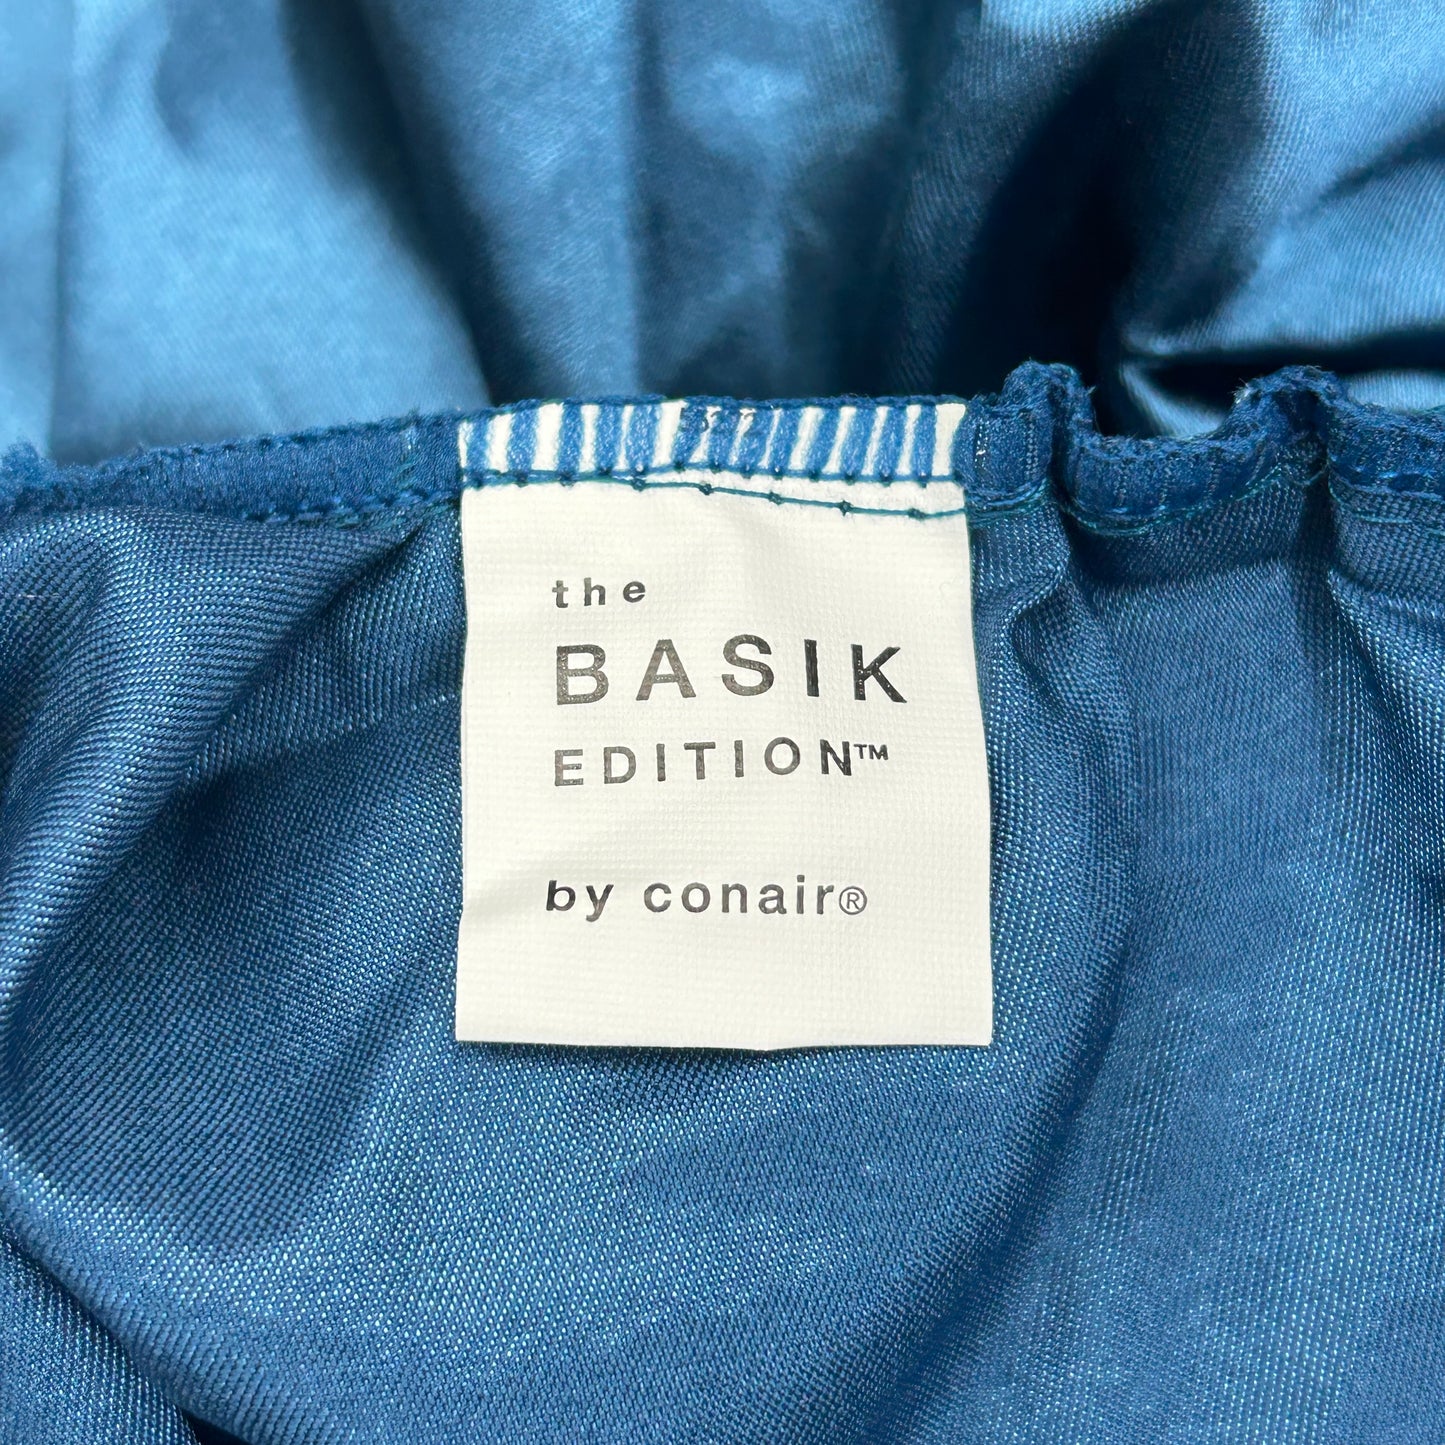 the
BASIK
EDITION™
by conair®